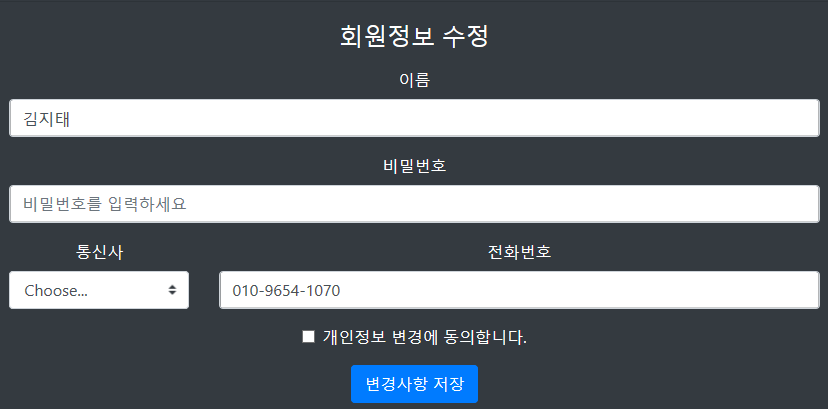 회원정보 수정
이름
김지태
비밀번호
비밀번호를 입력하세요
통신사 전화번호
Choose... 010-9654-1070
개인정보 변경에 동의합니다.
변경사항 저장